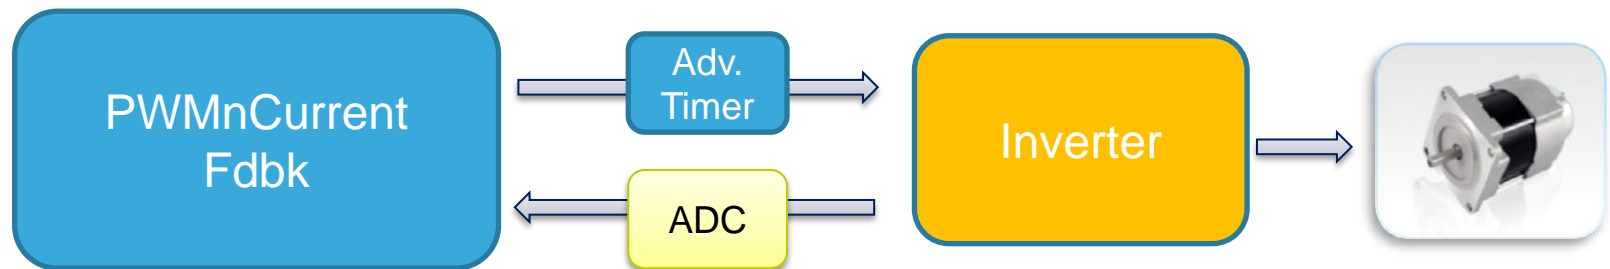 PWMnCurrent
Fdbk
Adv.
Timer
ADC
Inverter